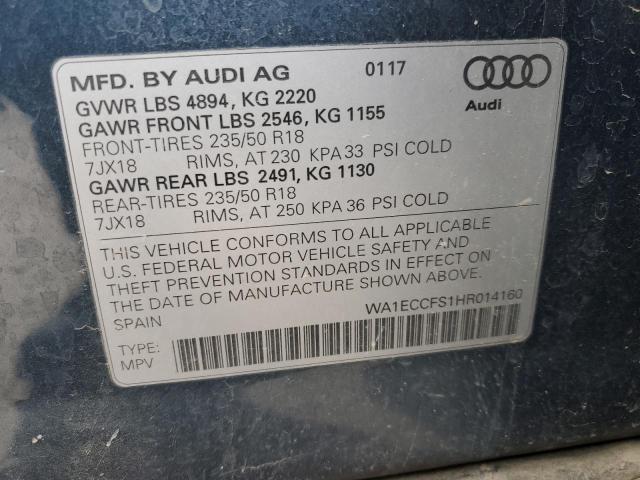 MFD. BY AUDI AG 0117
GVWR LBS 4894, KG 2220
GAWR FRONT LBS 2546, KG 1155
FRONT-TIRES 235/50 R18
7JX18 RIMS, AT 230 KPA 33 PSI COLD
GAWR REAR LBS 2491, KG 1130
REAR-TIRES 235/50 R18
7JX18 RIMS, AT 250 KPA 36 PSI COLD
Audi
THIS VEHICLE CONFORMS TO ALL APPLICABLE
U.S. FEDERAL MOTOR VEHICLE SAFETY AND
THEFT PREVENTION STANDARDS IN EFFECT ON
THE DATE OF MANUFACTURE SHOWN ABOVE.
SPAIN WA1ECCFS1HR014160
TYPE:
MPV